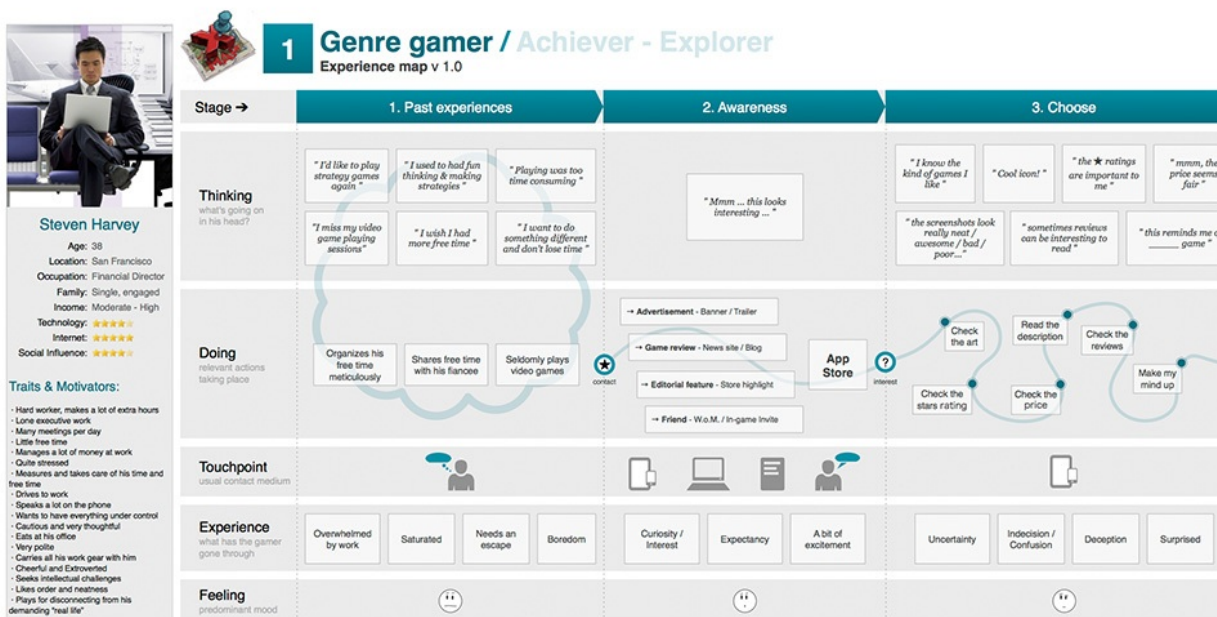 1
Genre gamer / Achiever - Explorer
Experience map v 1.0
Steven Harvey
Age: 38
Location: San Francisco
Occupation: Financial Director
Family: Single, engaged
Income: Moderate - High
Technology: ★★★★☆
Internet: ★★★★★
Social Influence: ★★★★☆
Traits & Motivators:
· Hard worker, makes a lot of extra hours
· Lone executive work
· Many meetings per day
· Little free time
· Manages a lot of money at work
· Quite stressed
· Measures and takes care of his time and
free time
· Drives to work
· Speaks a lot on the phone
· Wants to have everything under control
· Cautious and very thoughtful
· Eats at his office
· Very polite
· Carries all his work gear with him
· Cheerful and Extroverted
· Seeks intellectual challenges
· Likes order and neatness
· Plays for disconnecting from his
demanding "real life"
Stage →
1. Past experiences
2. Awareness
3. Choose
Thinking
what's going on
in his head?
" I'd like to play
strategy games
again "
" I used to had fun
thinking & making
strategies "
" Playing was too
time consuming "
"I miss my video
game playing
sessions"
" I wish I had
more free time "
" I want to do
something different
and don't lose time "
" Mmm ... this looks
interesting ... "
" I know the
kind of games I
like "
" Cool icon! "
" the ★ ratings
are important to
me "
" mmm, the
price seems
fair "
" the screenshots look
really neat /
awesome / bad /
poor..."
" sometimes reviews
can be interesting to
read "
" this reminds me o
_____ game "
Doing
relevant actions
taking place
Organizes his
free time
meticulously
Shares free time
with his fiancee
Seldomly plays
video games
★
contact
→ Advertisement - Banner / Trailer
→ Game review - News site / Blog
→ Editorial feature - Store highlight
→ Friend - W.o.M. / In-game Invite
App
Store
?
interest
Check
the art
Read the
description
Check the
reviews
Check the
stars rating
Check the
price
Make my
mind up
Touchpoint
usual contact medium
Experience
what has the gamer
gone through
Overwhelmed
by work
Saturated
Needs an
escape
Boredom
Curiosity /
Interest
Expectancy
A bit of
excitement
Uncertainty
Indecision /
Confusion
Deception
Surprised
Feeling
predominant mood